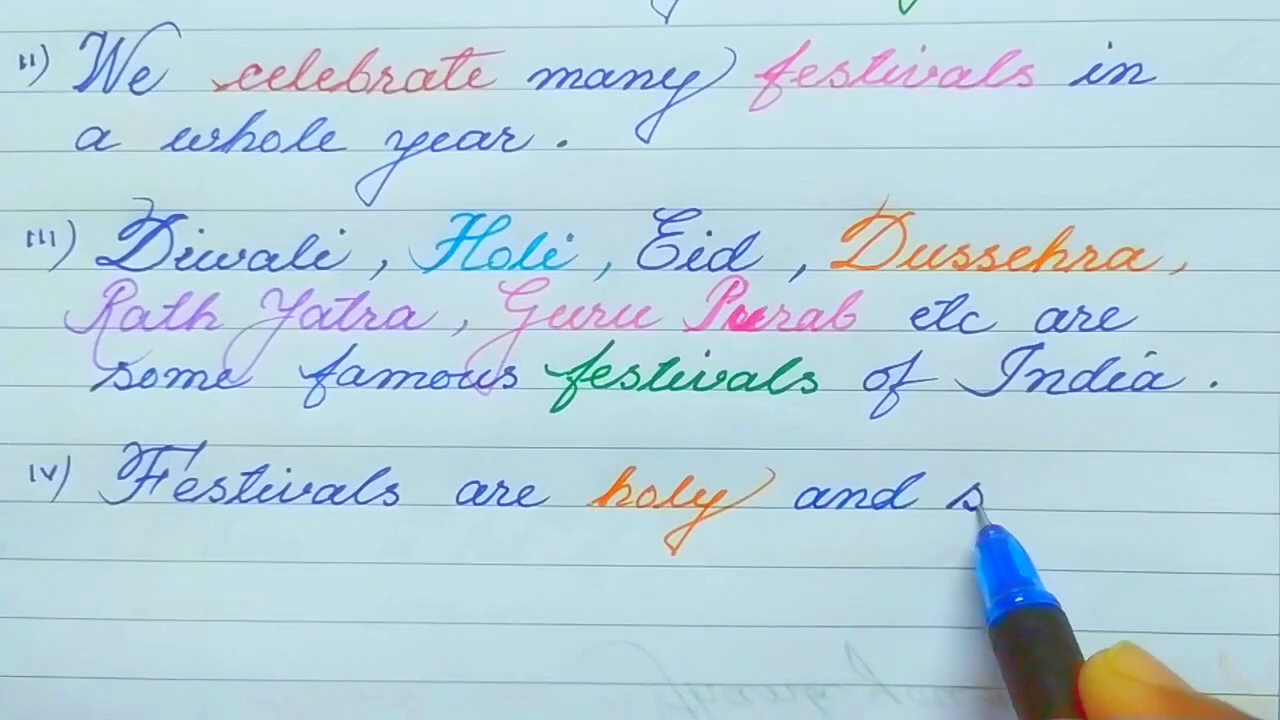 ii) We celebrate many festivals in
a whole year.
iii) Diwali, Holi, Eid, Dussehra,
Rath Yatra, Guru Purab etc are
some famous festivals of India.
iv) Festivals are holy and s